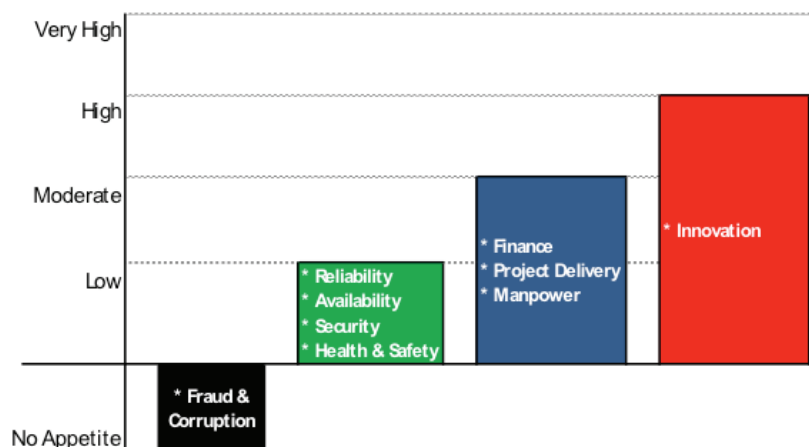 Very High
High
Moderate
Low
No Appetite
* Fraud &
Corruption
* Reliability
* Availability
* Security
* Health & Safety
* Finance
* Project Delivery
* Manpower
* Innovation